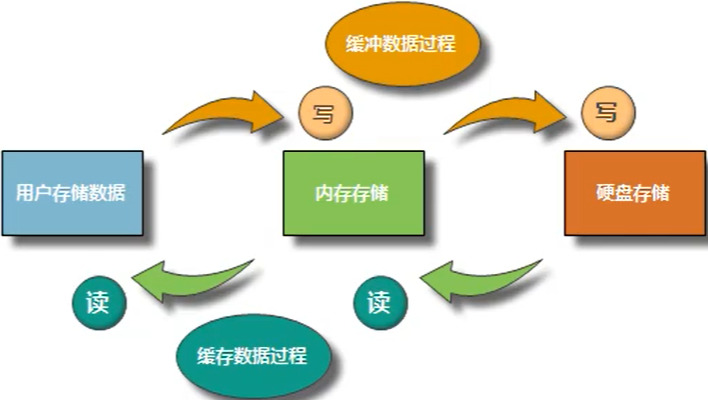 缓冲数据过程
写
写
用户存储数据
内存存储
硬盘存储
读
读
缓存数据过程